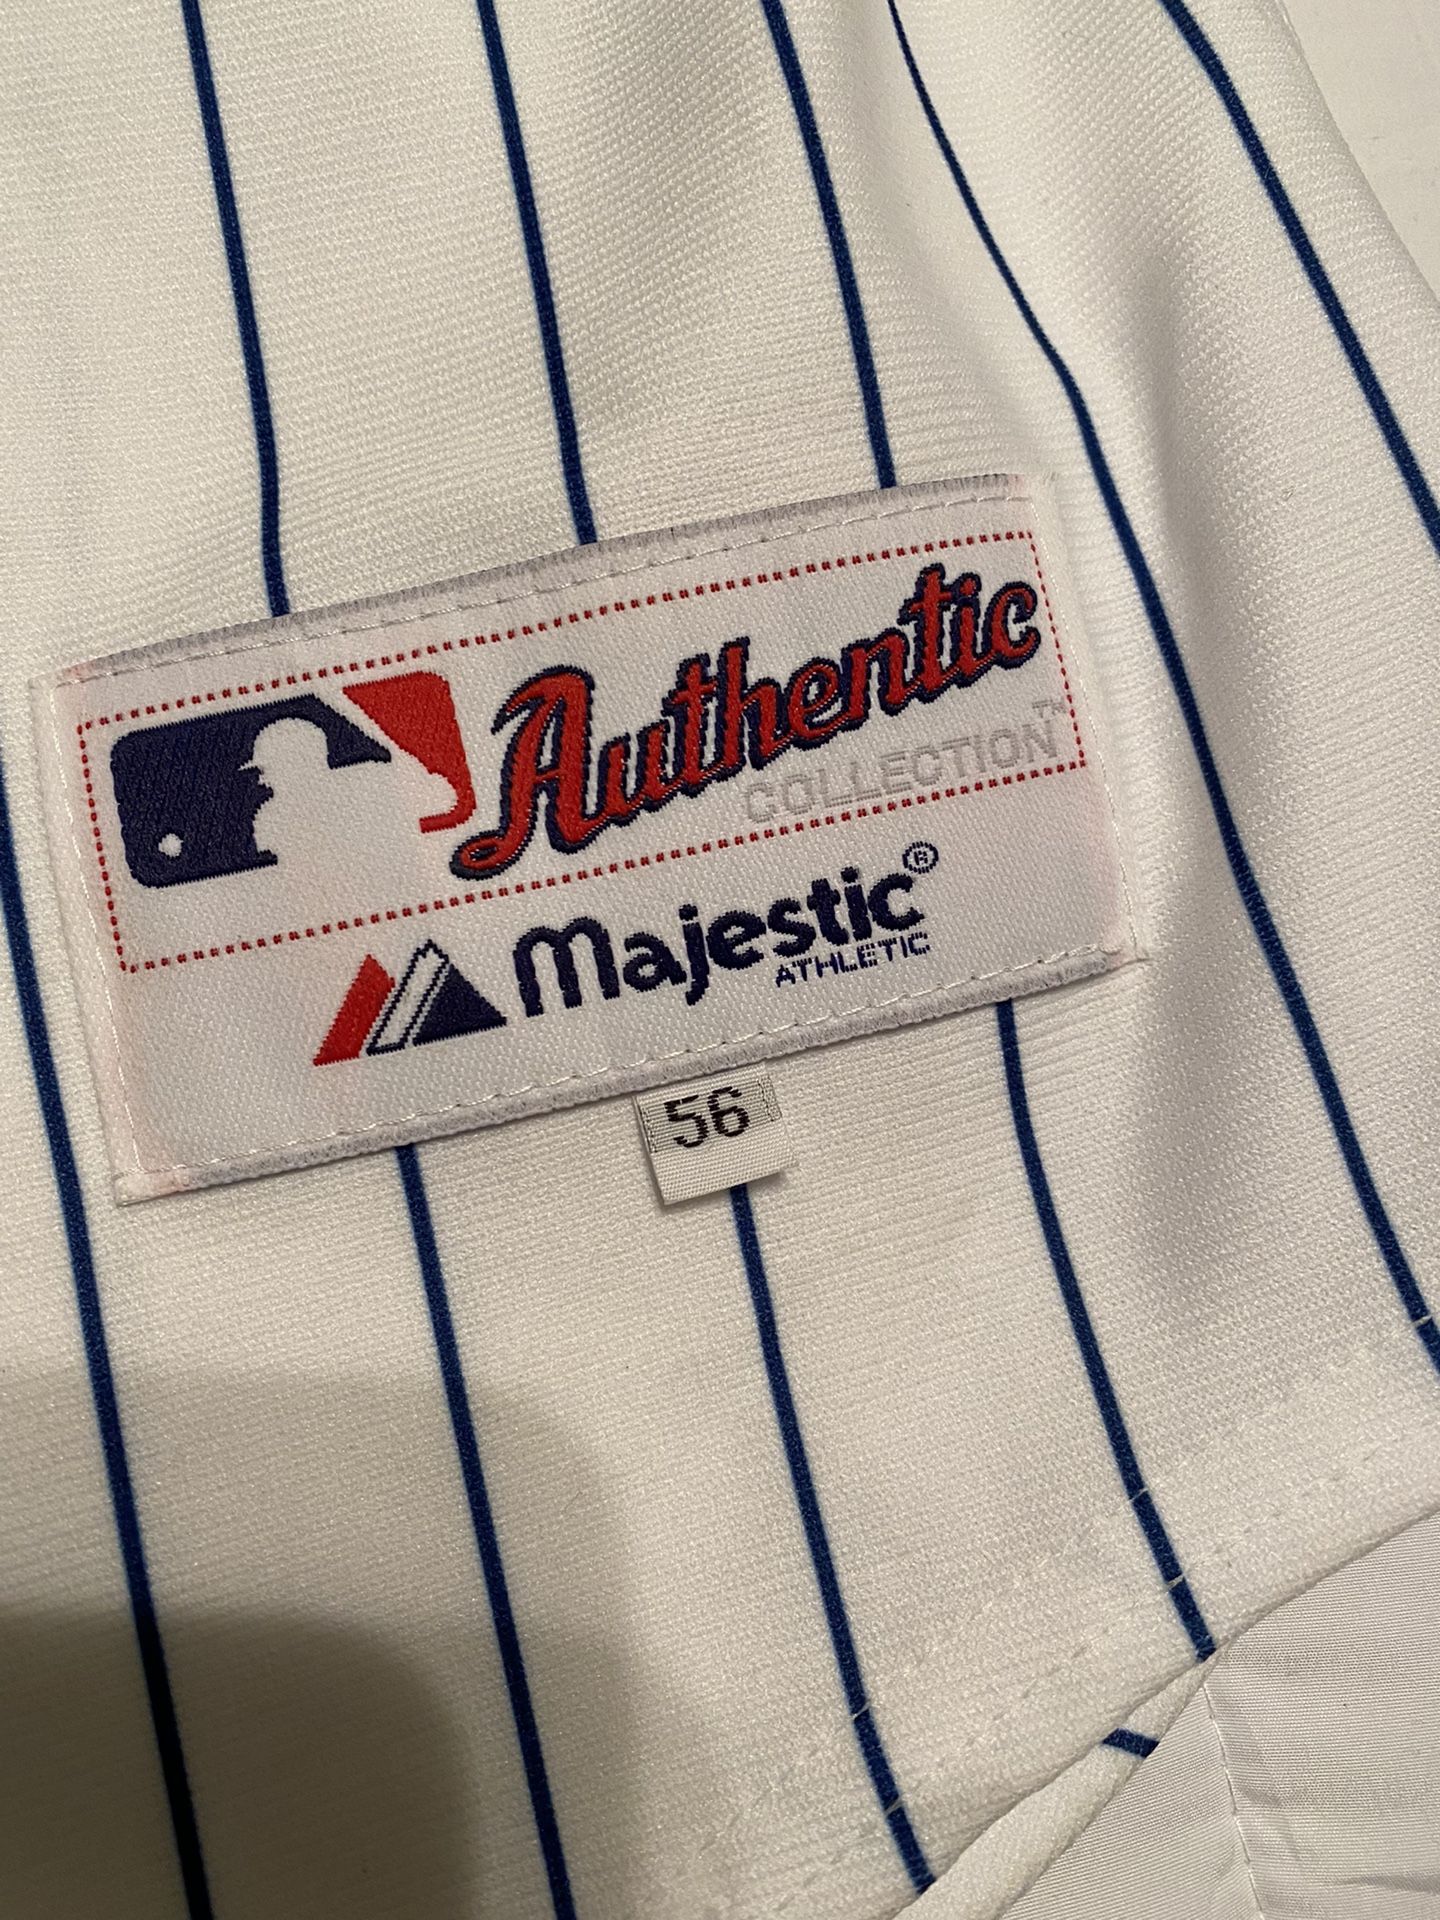 Authentic
COLLECTION™
Majestic®
ATHLETIC
56